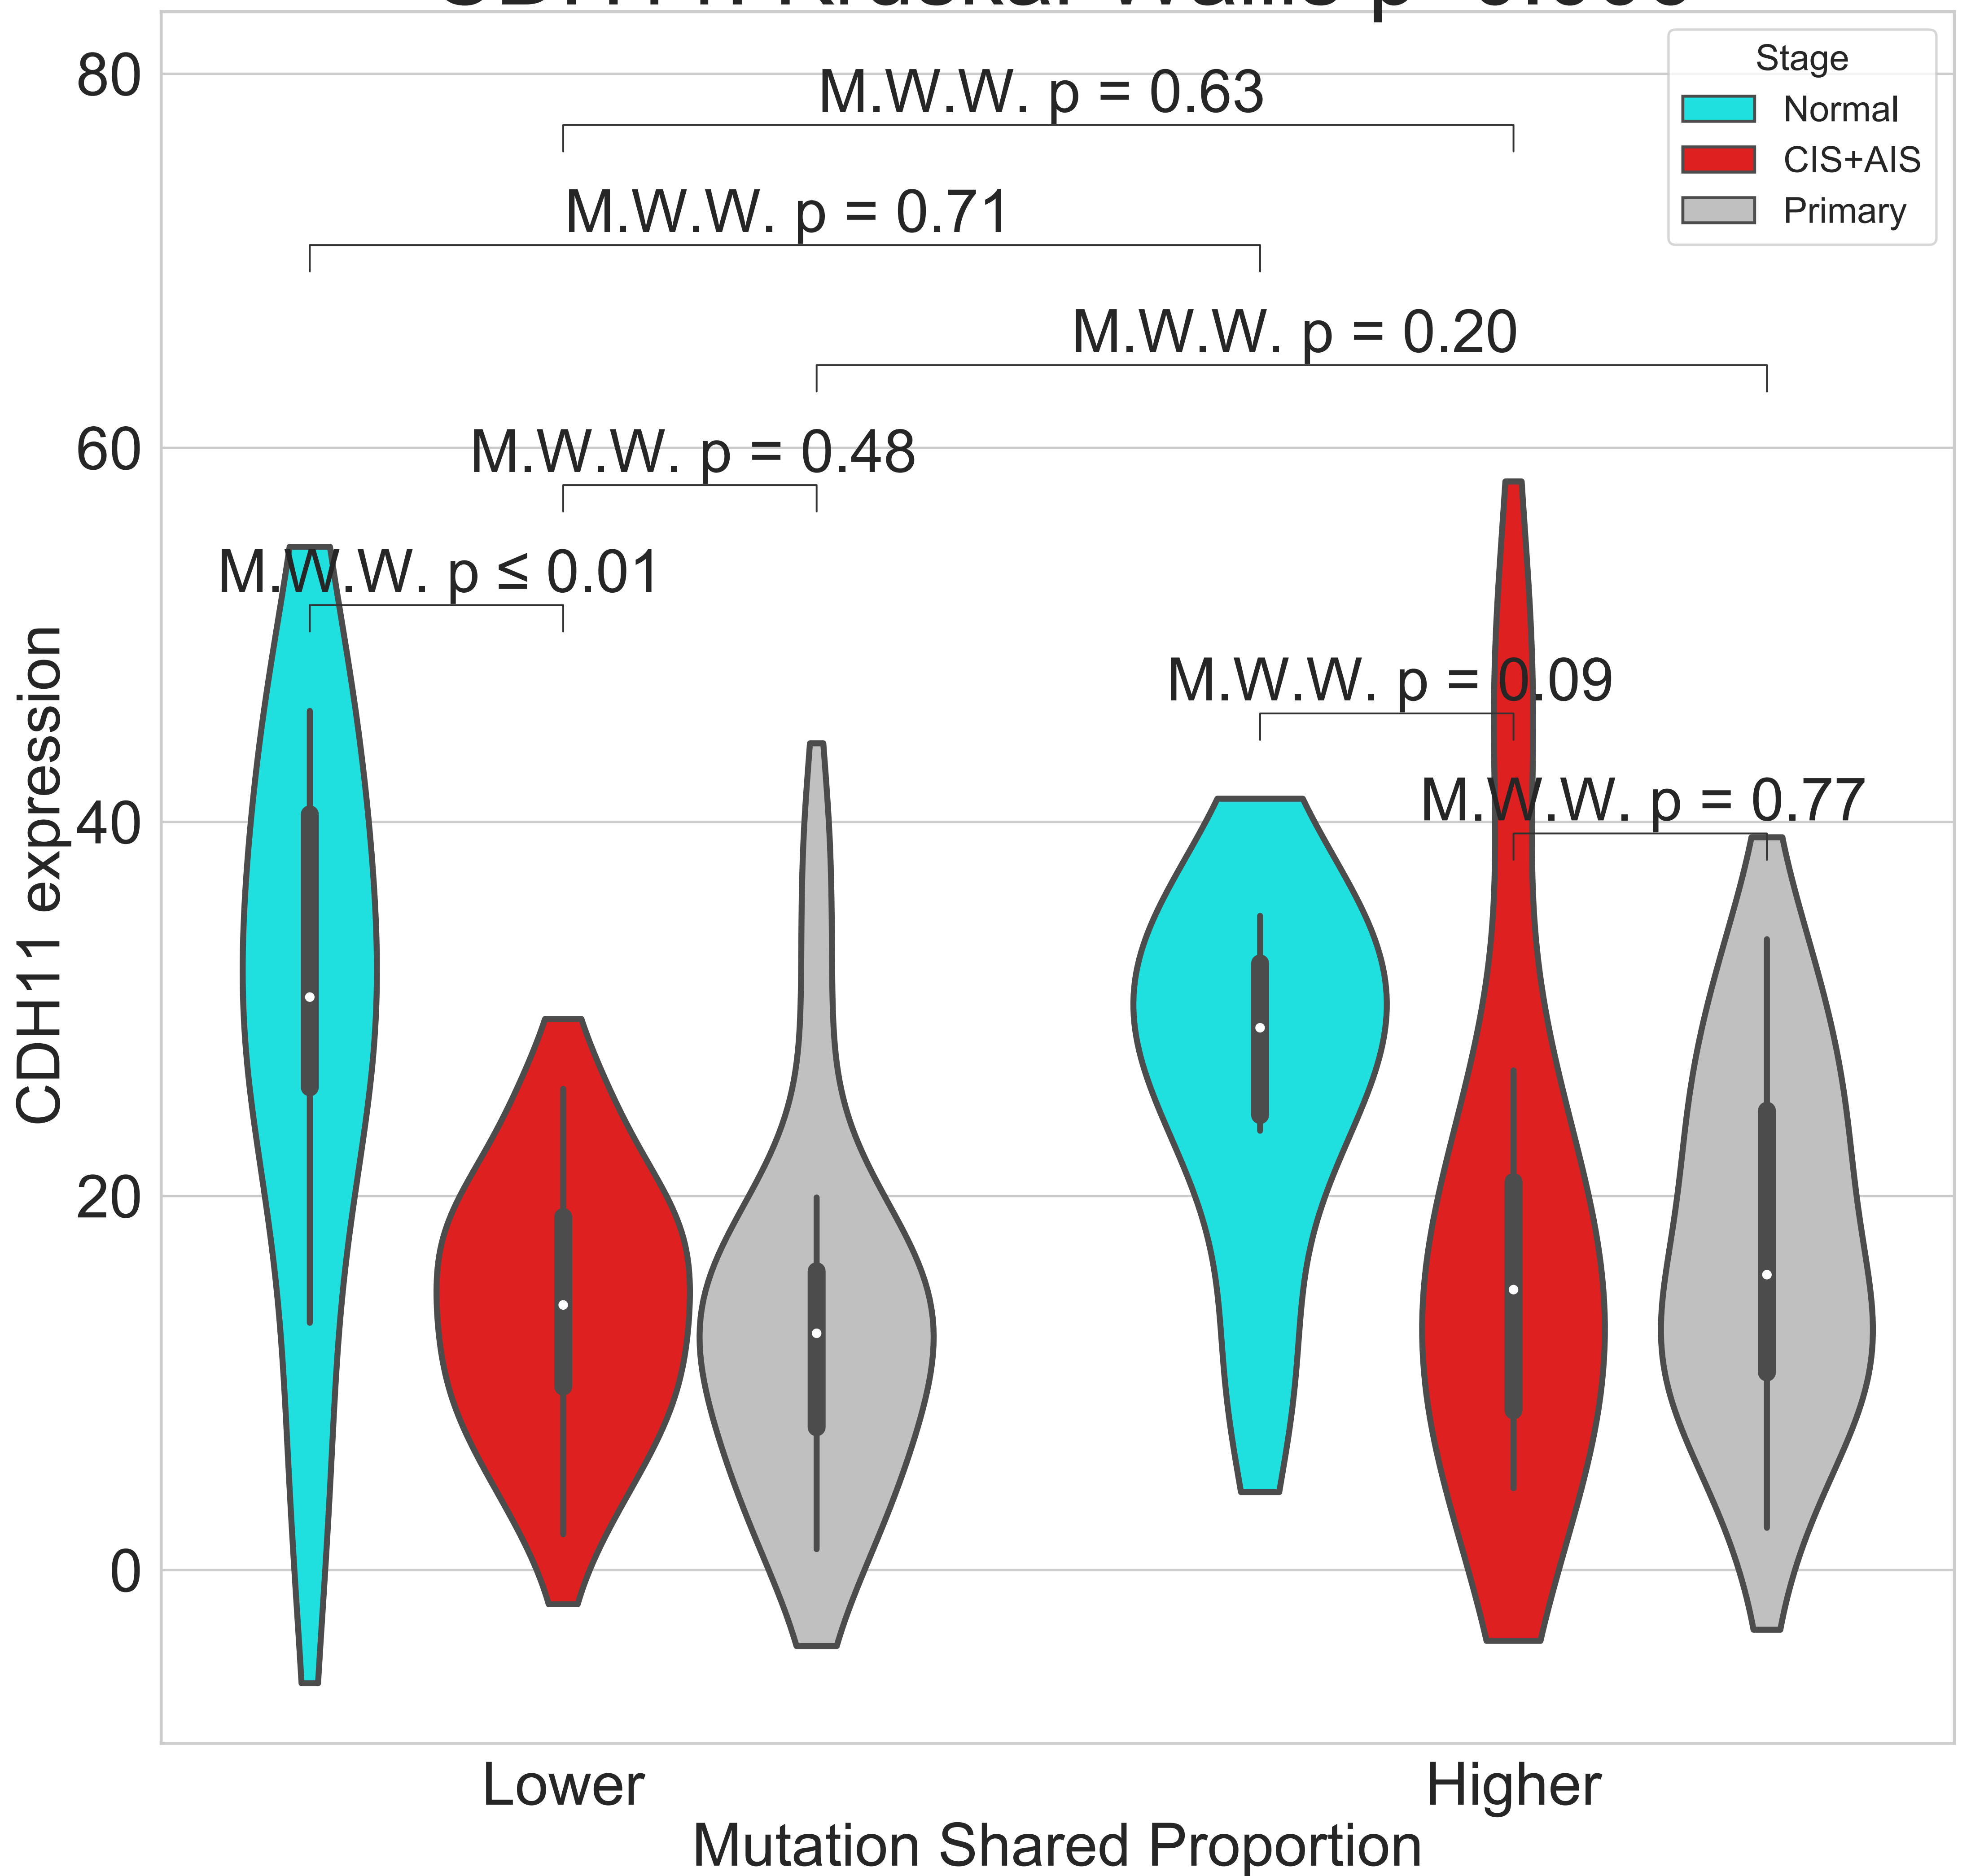 80
60
40
20
0
CDH11 expression
Stage
Normal
CIS+AIS
Primary
M.W.W. p = 0.63
M.W.W. p = 0.71
M.W.W. p = 0.20
M.W.W. p = 0.48
M.W.W. p ≤ 0.01
M.W.W. p = 0.09
M.W.W. p = 0.77
Lower
Higher
Mutation Shared Proportion